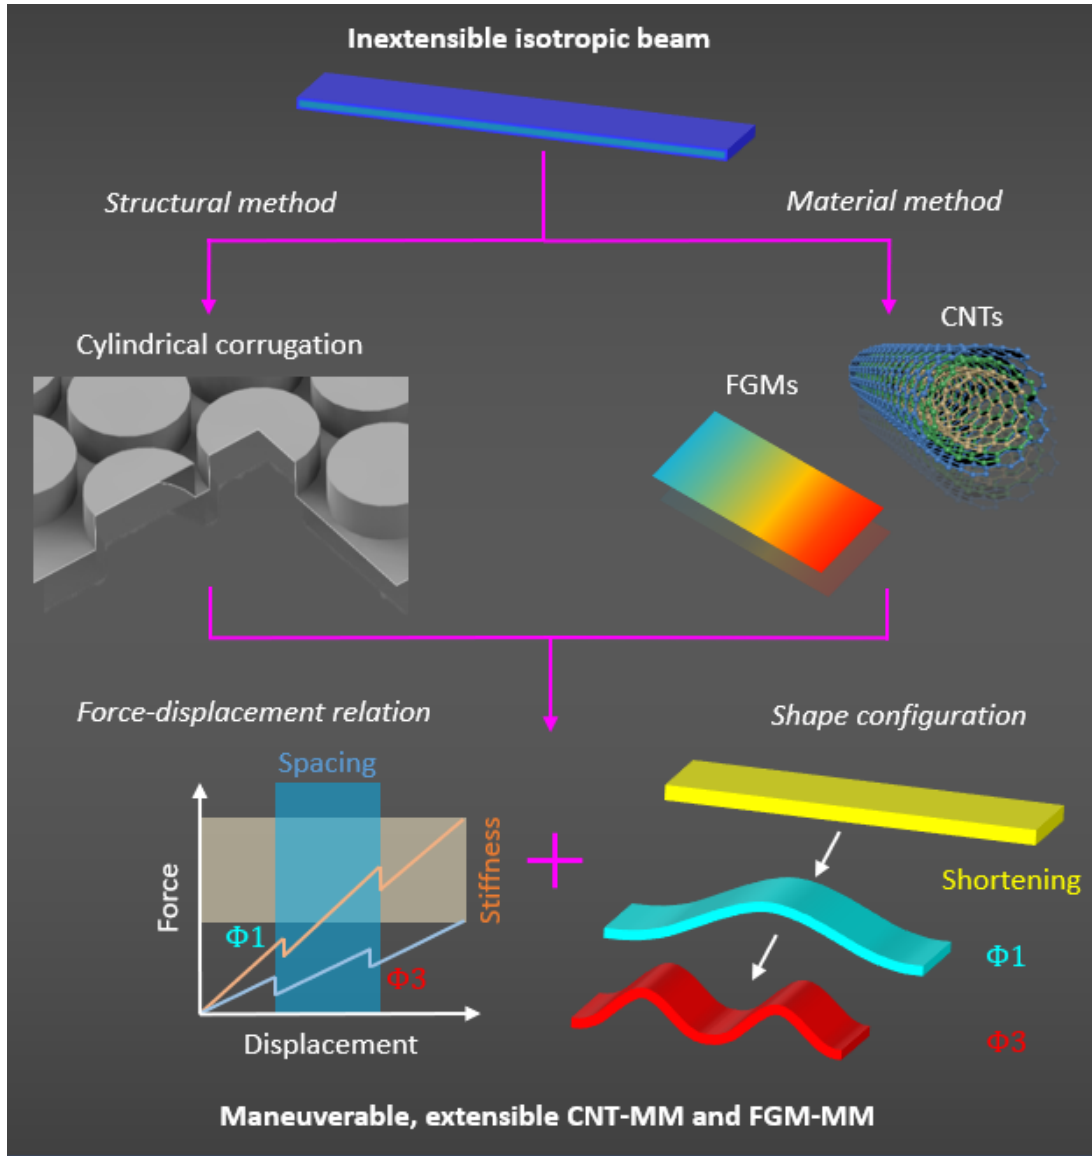 Inextensible isotropic beam
Structural method
Material method
Cylindrical corrugation
CNTs
FGMs
Force-displacement relation
Shape configuration
Spacing
Force
Stiffness
Φ1
Φ3
Displacement
Shortening
Φ1
Φ3
Maneuverable, extensible CNT-MM and FGM-MM